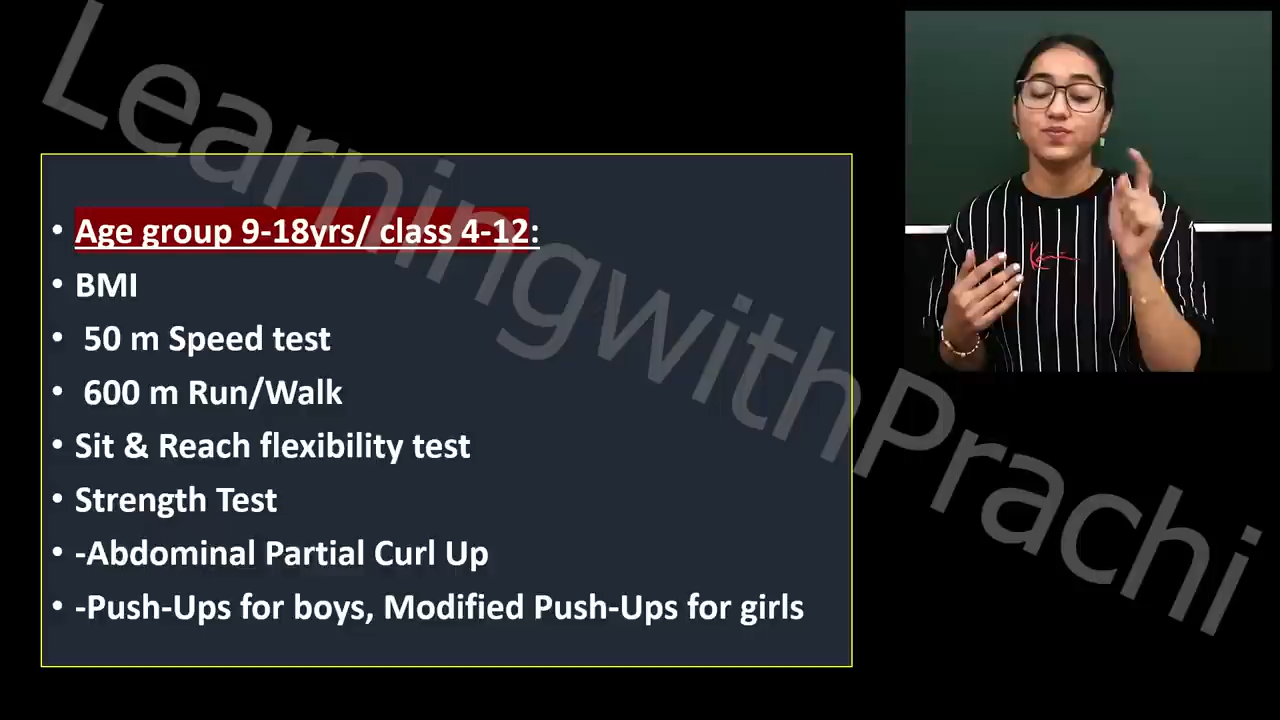 LearningwithPrachi
• Age group 9-18yrs/ class 4-12:
• BMI
• 50 m Speed test
• 600 m Run/Walk
• Sit & Reach flexibility test
• Strength Test
• -Abdominal Partial Curl Up
• -Push-Ups for boys, Modified Push-Ups for girls